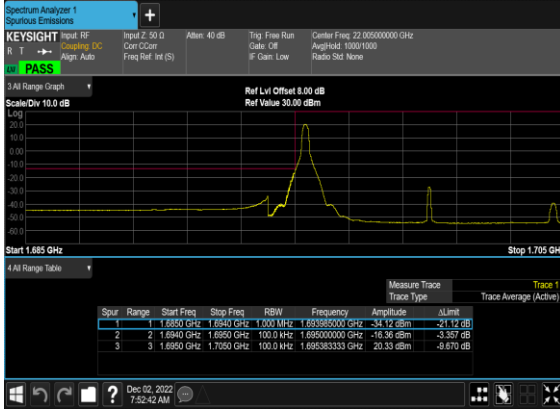 Spectrum Analyzer 1
Spurious Emissions
KEYSIGHT Input: RF Input Z: 50 Ω Atten: 40 dB Trig: Free Run Center Freq: 22.005000000 GHz
R T Coupling: DC Corr CCorr Gate: Off Avg|Hold: 1000/1000
Align: Auto Freq Ref: Int (S) IF Gain: Low Radio Std: None
PASS
3 All Range Graph
Ref Lvl Offset 8.00 dB
Scale/Div 10.0 dB Ref Value 30.00 dBm
Log
20.0
10.0
0.00
-10.0
-20.0
-30.0
-40.0
-50.0
-60.0
Start 1.685 GHz Stop 1.705 GH
4 All Range Table
Measure Trace Trace 1
Trace Type Trace Average (Active)
Spur Range Start Freq Stop Freq RBW Frequency Amplitude ΔLimit
1 1 1.6850 GHz 1.6940 GHz 1.000 MHz 1.693985000 GHz -34.12 dBm -21.12 dB
2 2 1.6940 GHz 1.6950 GHz 100.0 kHz 1.695000000 GHz -16.36 dBm -3.357 dB
3 3 1.6950 GHz 1.7050 GHz 100.0 kHz 1.695383333 GHz 20.33 dBm -9.670 dB
Dec 02, 2022
7:52:42 AM